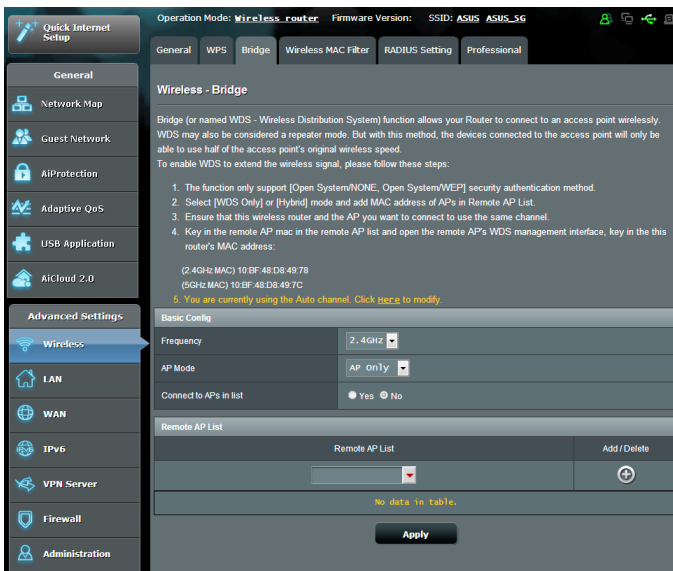 Quick Internet
Setup
Operation Mode: Wireless router Firmware Version: SSID: ASUS ASUS_5G
General WPS Bridge Wireless MAC Filter RADIUS Setting Professional
General
Network Map
Guest Network
AiProtection
Adaptive QoS
USB Application
AiCloud 2.0
Advanced Settings
Wireless
LAN
WAN
IPv6
VPN Server
Firewall
Administration
Wireless - Bridge
Bridge (or named WDS - Wireless Distribution System) function allows your Router to connect to an access point wirelessly.
WDS may also be considered a repeater mode. But with this method, the devices connected to the access point will only be
able to use half of the access point's original wireless speed.
To enable WDS to extend the wireless signal, please follow these steps:
1. The function only support [Open System/NONE, Open System/WEP] security authentication method.
2. Select [WDS Only] or [Hybrid] mode and add MAC address of APs in Remote AP List.
3. Ensure that this wireless router and the AP you want to connect to use the same channel.
4. Key in the remote AP mac in the remote AP list and open the remote AP's WDS management interface, key in the this
router's MAC address:
(2.4GHz MAC) 10:BF:48:D8:49:78
(5GHz MAC) 10:BF:48:D8:49:7C
5. You are currently using the Auto channel. Click Here to modify.
Basic Config
Frequency 2.4GHz
AP Mode AP Only
Connect to APs in list Yes No
Remote AP List
Remote AP List Add / Delete
No data in table.
Apply